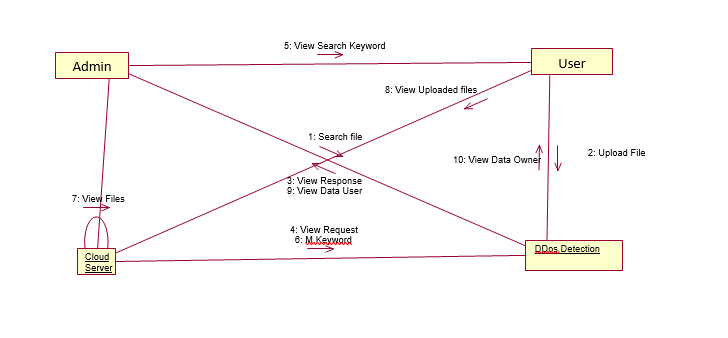 5: View Search Keyword
Admin
User
8: View Uploaded files
1: Search file
10: View Data Owner
2: Upload File
3: View Response
9: View Data User
7: View Files
4: View Request
6: M Keyword
Cloud
Server
DDos Detection